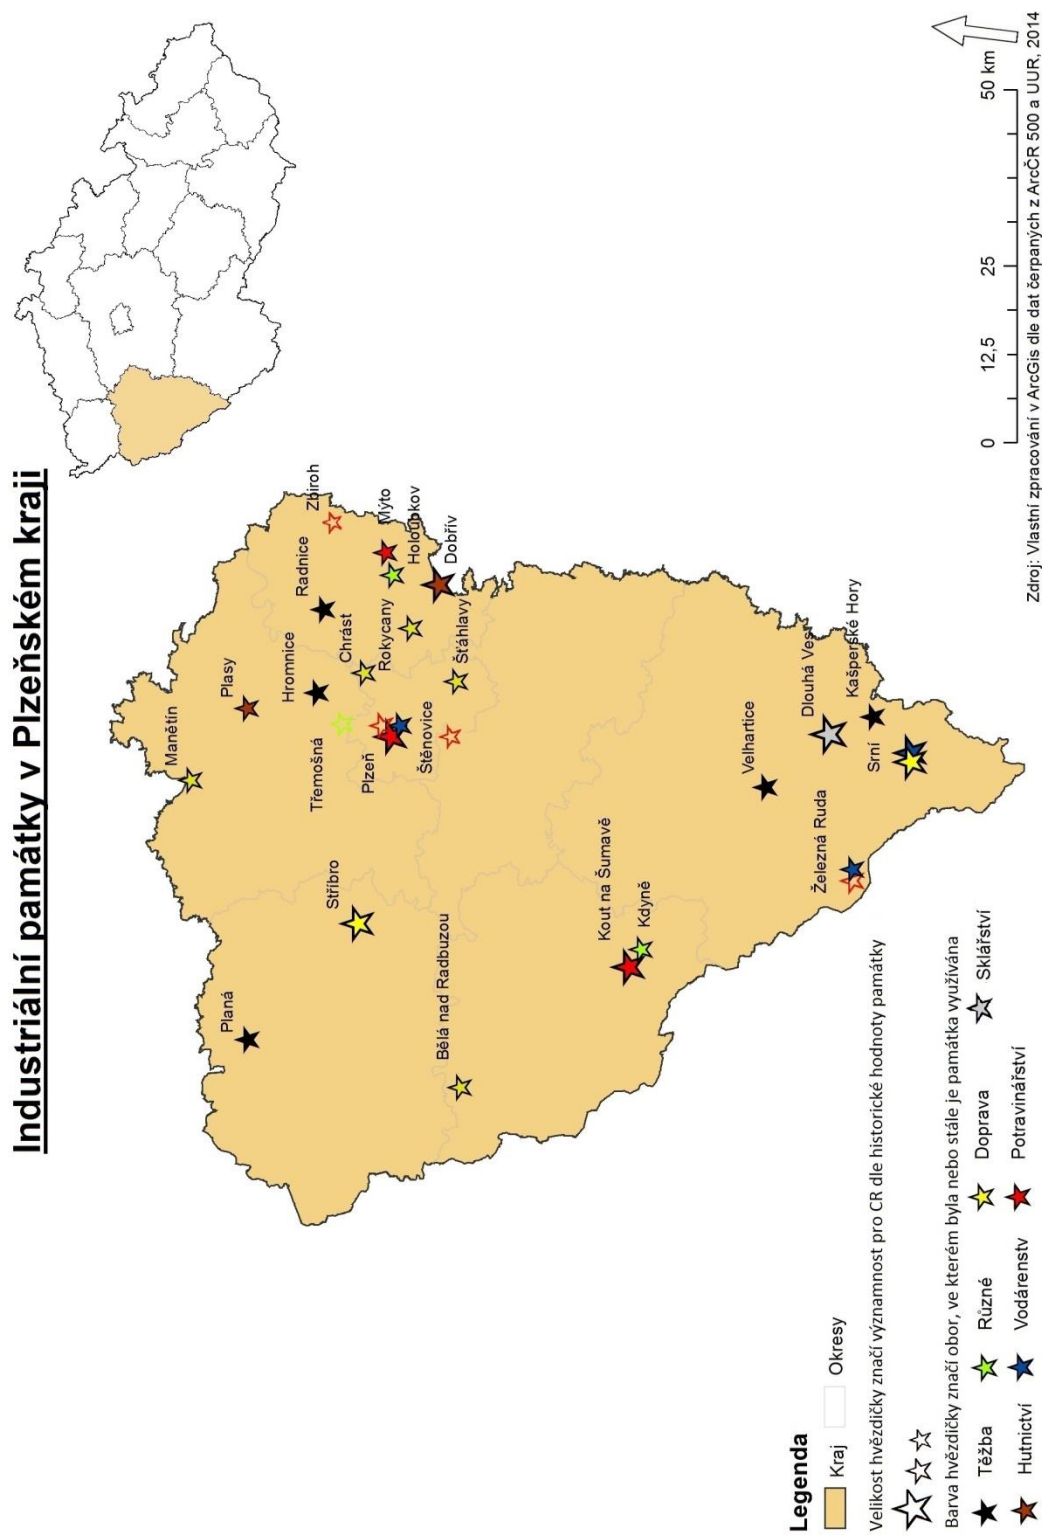 Industriální památky v Plzeňském kraji
Manětín
Plasy
Planá
Hromnice
Radnice
Zbiroh
Třemošná
Chrást
Stříbro
Plzeň
Rokycany
Mýto
Holoubkov
Štěnovice
Šťáhlavy
Dobřív
Bělá nad Radbuzou
Kout na Šumavě
Kdyně
Velhartice
Dlouhá Ves
Železná Ruda
Srní
Kašperské Hory
Legenda
Kraj
Okresy
Velikost hvězdičky značí významnost pro CR dle historické hodnoty památky
Barva hvězdičky značí obor, ve kterém byla nebo stále je památka využívána
Těžba
Různé
Doprava
Sklářství
Hutnictví
Vodárenstv
Potravinářství
0 12,5 25 50 km
Zdroj: Vlastní zpracování v ArcGis dle dat čerpaných z ArcČR 500 a UUR, 2014